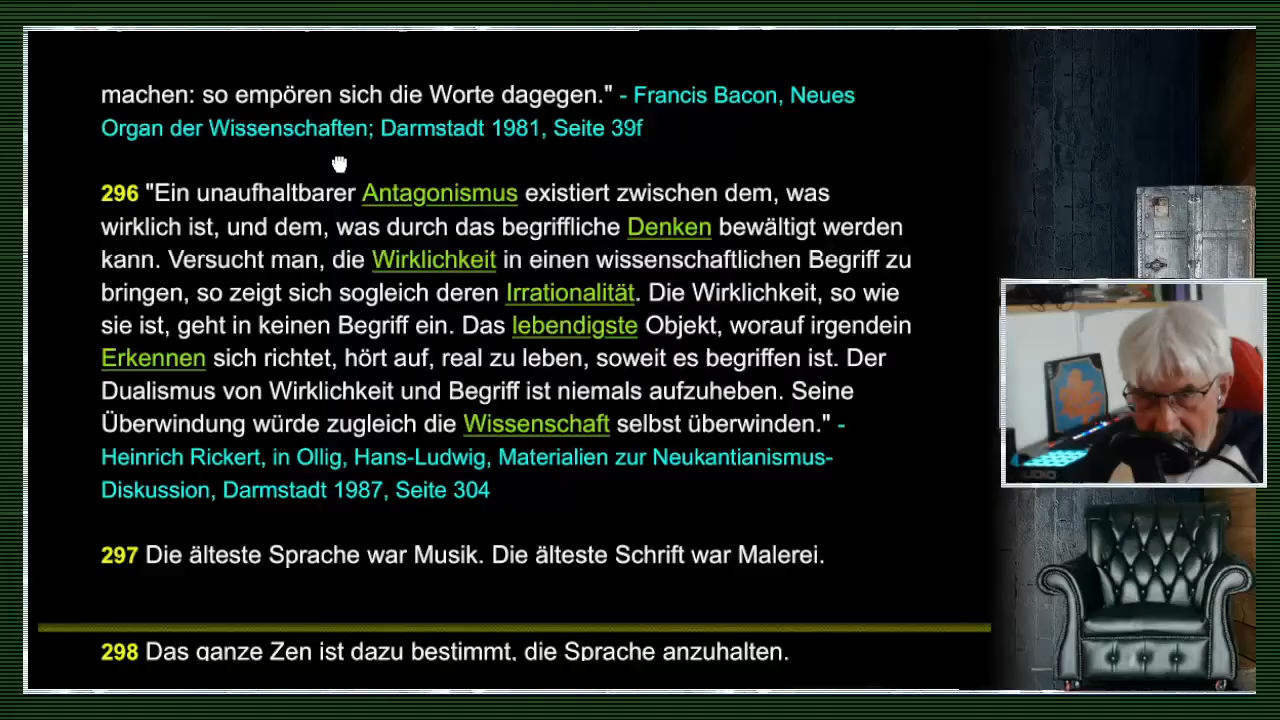 machen: so empören sich die Worte dagegen." - Francis Bacon, Neues
Organ der Wissenschaften; Darmstadt 1981, Seite 39f
296 "Ein unaufhaltbarer Antagonismus existiert zwischen dem, was
wirklich ist, und dem, was durch das begriffliche Denken bewältigt werden
kann. Versucht man, die Wirklichkeit in einen wissenschaftlichen Begriff zu
bringen, so zeigt sich sogleich deren Irrationalität. Die Wirklichkeit, so wie
sie ist, geht in keinen Begriff ein. Das lebendigste Objekt, worauf irgendein
Erkennen sich richtet, hört auf, real zu leben, soweit es begriffen ist. Der
Dualismus von Wirklichkeit und Begriff ist niemals aufzuheben. Seine
Überwindung würde zugleich die Wissenschaft selbst überwinden." -
Heinrich Rickert, in Ollig, Hans-Ludwig, Materialien zur Neukantianismus-
Diskussion, Darmstadt 1987, Seite 304
297 Die älteste Sprache war Musik. Die älteste Schrift war Malerei.
298 Das ganze Zen ist dazu bestimmt, die Sprache anzuhalten.